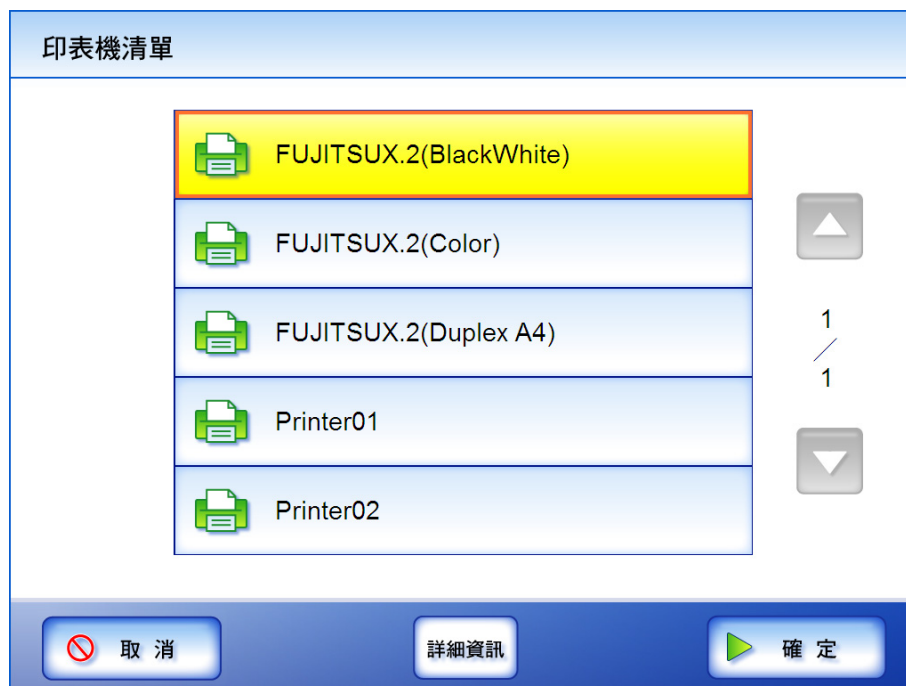 印表機清單
FUJITSUX.2(BlackWhite)
FUJITSUX.2(Color)
FUJITSUX.2(Duplex A4)
Printer01
Printer02
1
1
取 消
詳細資訊
確 定